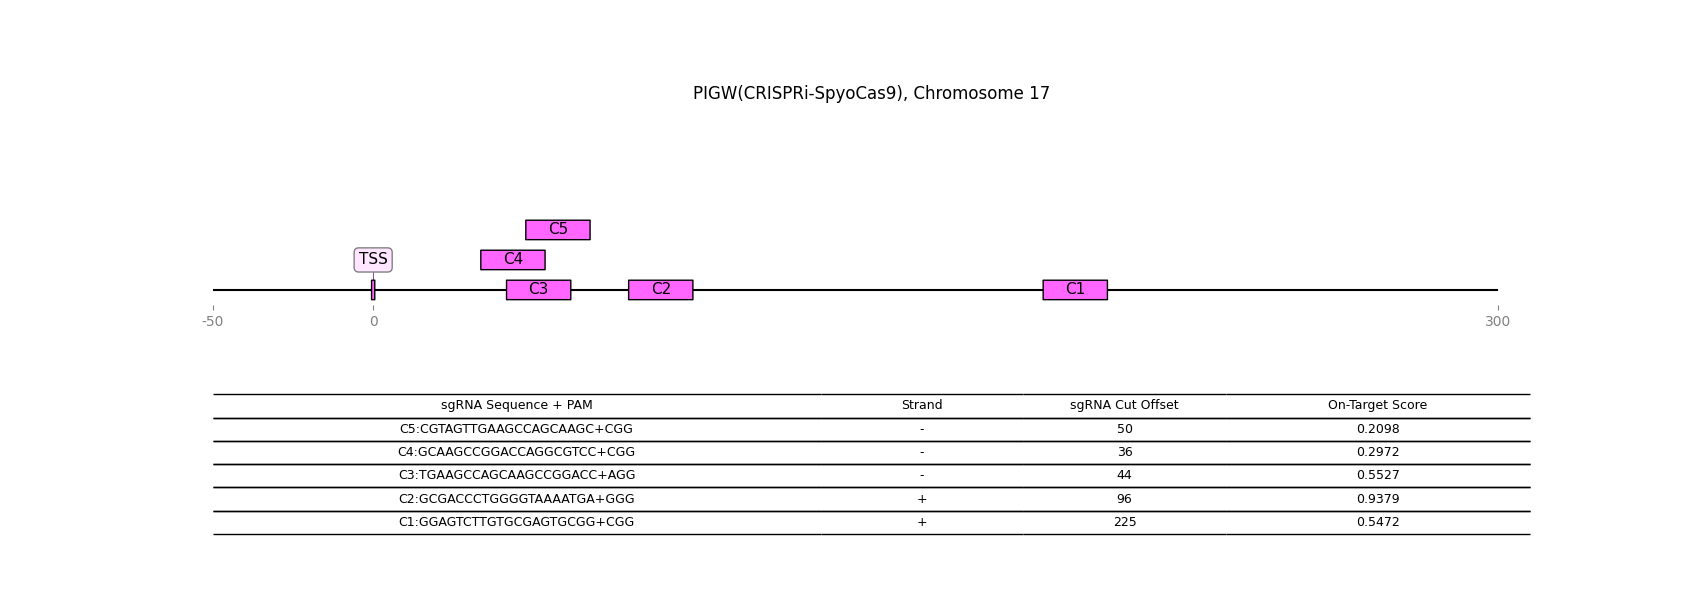 PIGW(CRISPRi-SpyoCas9), Chromosome 17
C5
TSS
C4
C3
C2
C1
-50
0
300
sgRNA Sequence + PAM Strand sgRNA Cut Offset On-Target Score
C5:CGTAGTTGAAGCCAGCAAGC+CGG - 50 0.2098
C4:GCAAGCCGGACCAGGCGTCC+CGG - 36 0.2972
C3:TGAAGCCAGCAAGCCGGACC+AGG - 44 0.5527
C2:GCGACCCTGGGGTAAAATGA+GGG + 96 0.9379
C1:GGAGTCTTGTGCGAGTGCGG+CGG + 225 0.5472